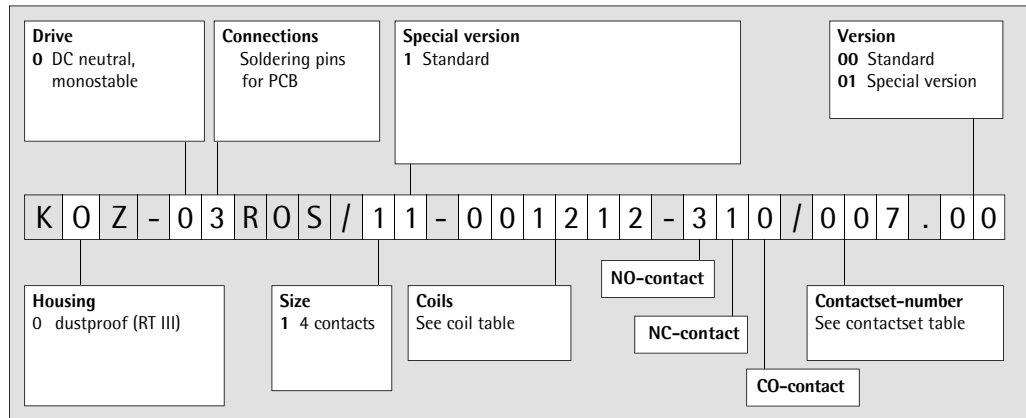 Drive
0 DC neutral,
monostable
Connections
Soldering pins
for PCB
Special version
1 Standard
Version
00 Standard
01 Special version
K O Z - 0 3 R O S / 1 1 - 0 0 1 2 1 2 - 3 1 0 / 0 0 7 . 0 0
Housing
0 dustproof (RT III)
Size
1 4 contacts
Coils
See coil table
NO-contact
NC-contact
CO-contact
Contactset-number
See contactset table